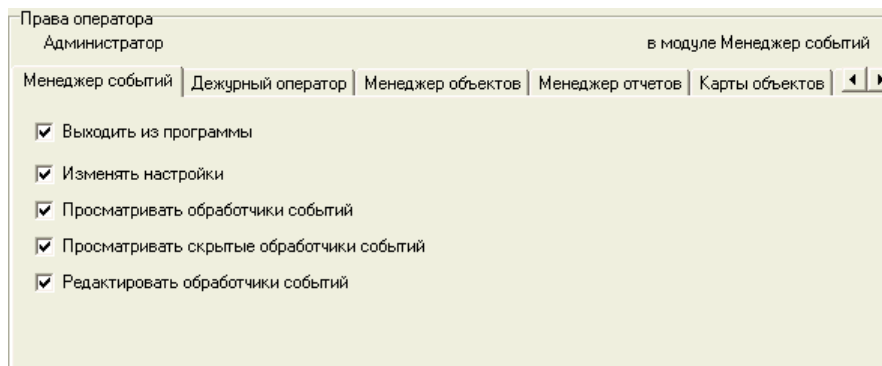 Права оператора
Администратор в модуле Менеджер событий
Менеджер событий Дежурный оператор Менеджер объектов Менеджер отчетов Карты объектов
Выходить из программы
Изменять настройки
Просматривать обработчики событий
Просматривать скрытые обработчики событий
Редактировать обработчики событий